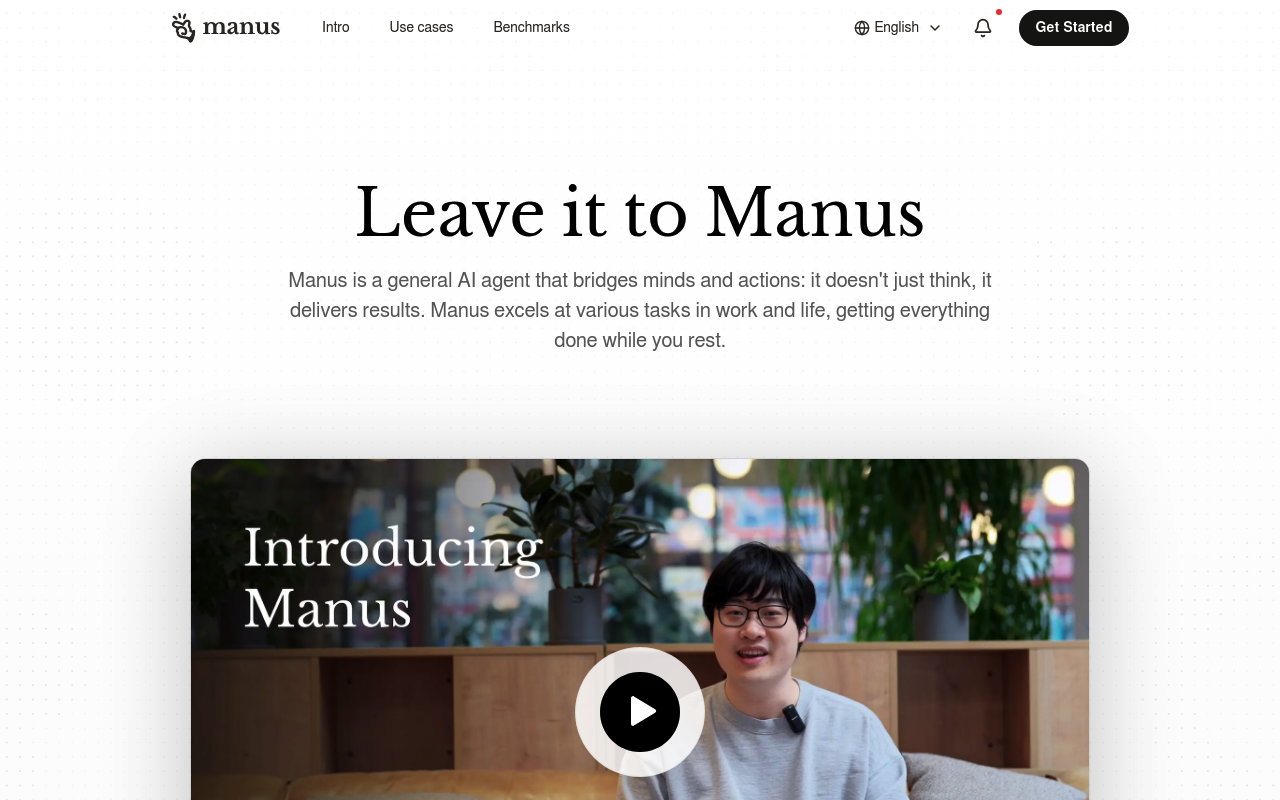 manus
Intro
Use cases
Benchmarks
English
Get Started
Leave it to Manus
Manus is a general AI agent that bridges minds and actions: it doesn't just think, it
delivers results. Manus excels at various tasks in work and life, getting everything
done while you rest.
Introducing
Manus